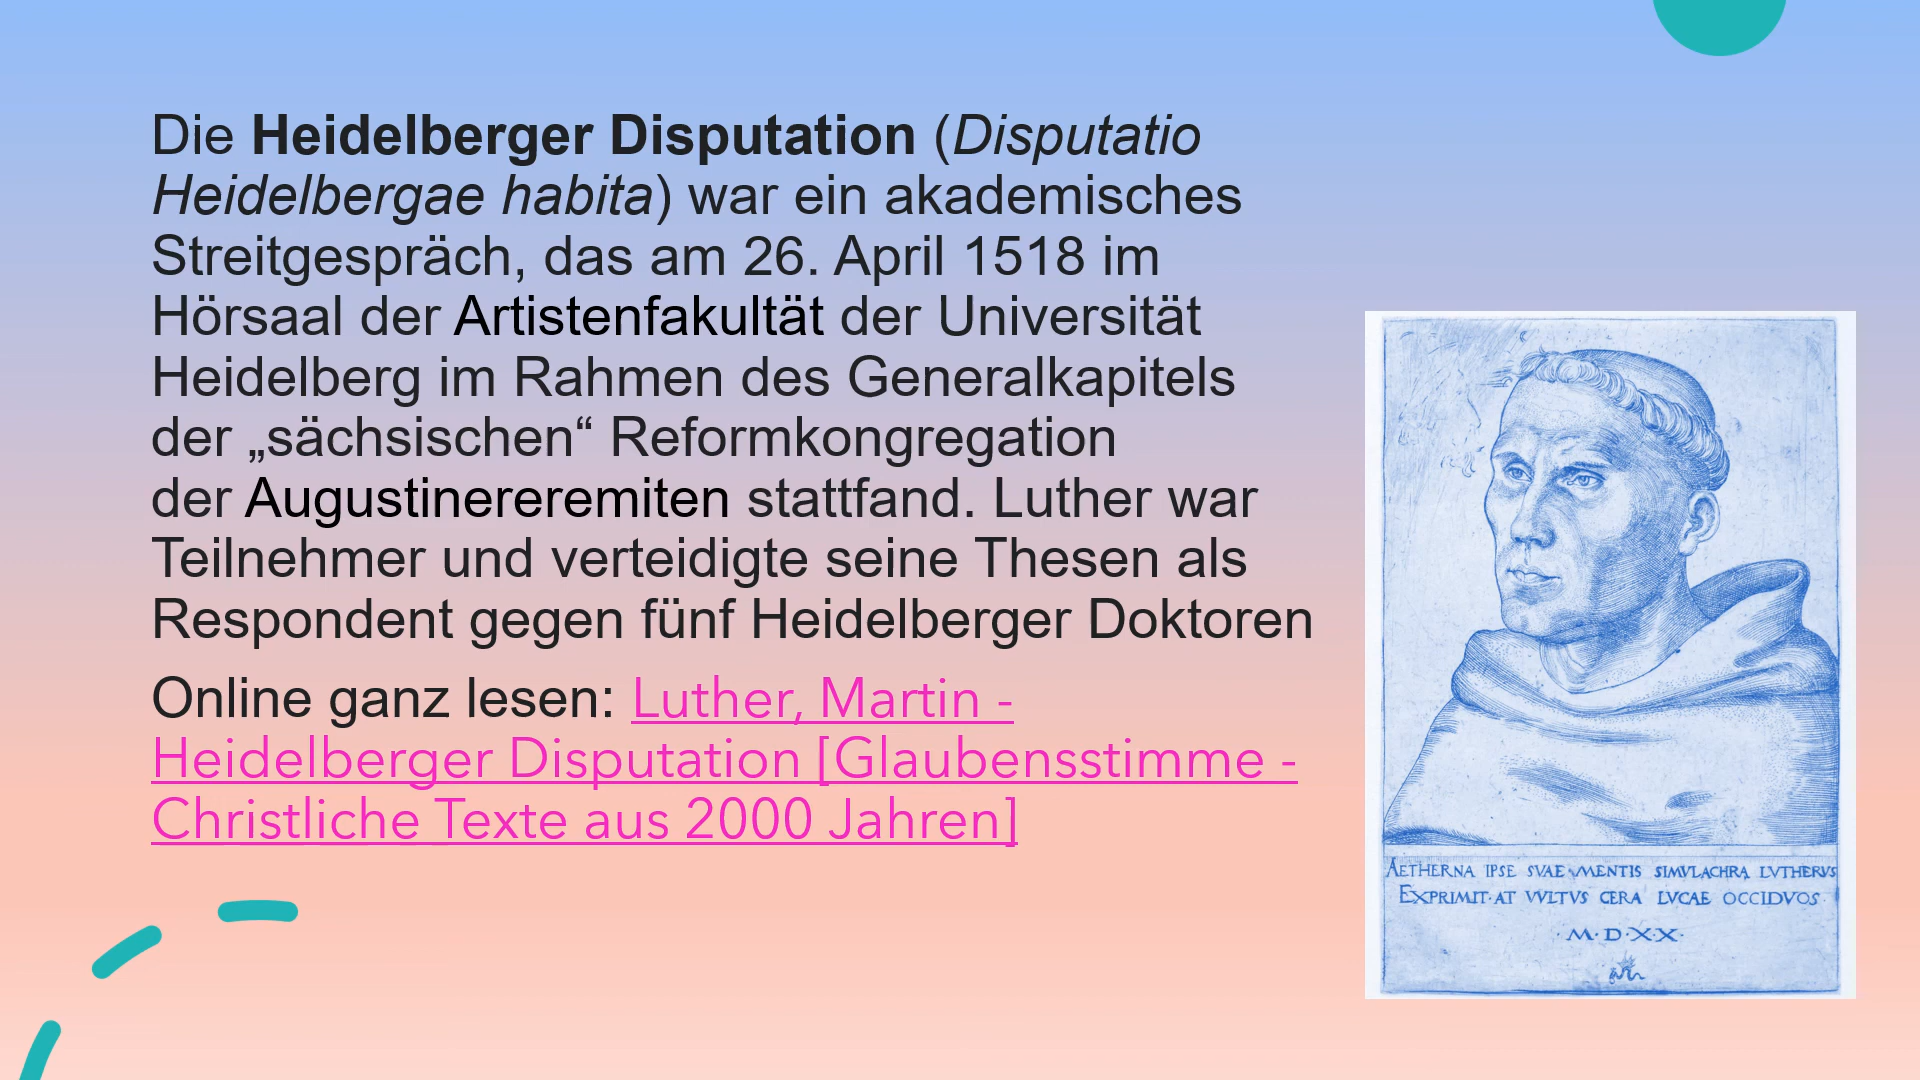 Die Heidelberger Disputation (Disputatio
Heidelbergae habita) war ein akademisches
Streitgespräch, das am 26. April 1518 im
Hörsaal der Artistenfakultät der Universität
Heidelberg im Rahmen des Generalkapitels
der „sächsischen“ Reformkongregation
der Augustinereremiten stattfand. Luther war
Teilnehmer und verteidigte seine Thesen als
Respondent gegen fünf Heidelberger Doktoren
Online ganz lesen: Luther, Martin -
Heidelberger Disputation [Glaubensstimme -
Christliche Texte aus 2000 Jahren]
AETHERNA IPSE SVAE MENTIS SIMVLACHRA LVTHERVS
EXPRIMIT·AT VVLTVS CERA LVCAE OCCIDVOS·
·M·D·X·X·